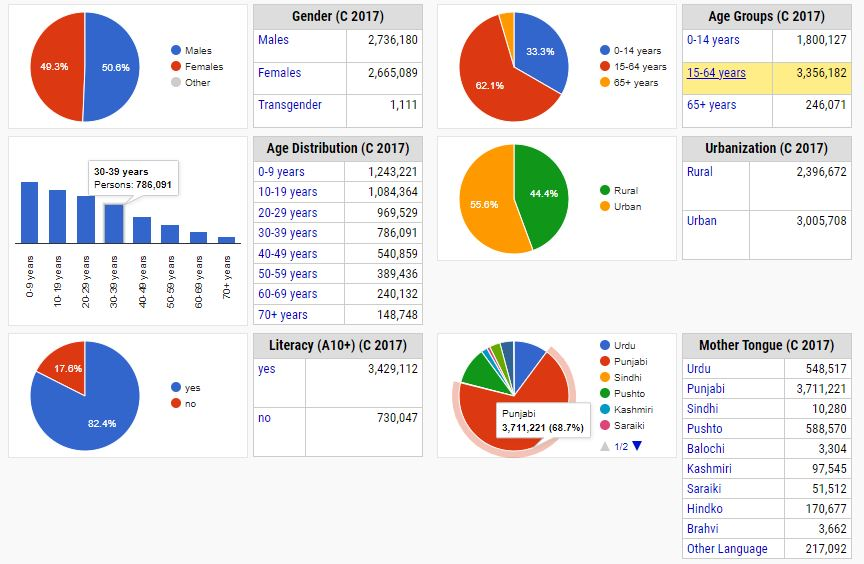 49.3%
50.6%
Males
Females
Other
Gender (C 2017)
Males 2,736,180
Females 2,665,089
Transgender 1,111
33.3%
62.1%
0-14 years
15-64 years
65+ years
Age Groups (C 2017)
0-14 years 1,800,127
15-64 years 3,356,182
65+ years 246,071
30-39 years
Persons: 786,091
0-9 years
10-19 years
20-29 years
30-39 years
40-49 years
50-59 years
60-69 years
70+ years
Age Distribution (C 2017)
0-9 years 1,243,221
10-19 years 1,084,364
20-29 years 969,529
30-39 years 786,091
40-49 years 540,859
50-59 years 389,436
60-69 years 240,132
70+ years 148,748
44.4%
55.6%
Rural
Urban
Urbanization (C 2017)
Rural 2,396,672
Urban 3,005,708
17.6%
82.4%
yes
no
Literacy (A10+) (C 2017)
yes 3,429,112
no 730,047
Punjabi
3,711,221 (68.7%)
Urdu
Punjabi
Sindhi
Pushto
Kashmiri
Saraiki
1/2
Mother Tongue (C 2017)
Urdu 548,517
Punjabi 3,711,221
Sindhi 10,280
Pushto 588,570
Balochi 3,304
Kashmiri 97,545
Saraiki 51,512
Hindko 170,677
Brahvi 3,662
Other Language 217,092